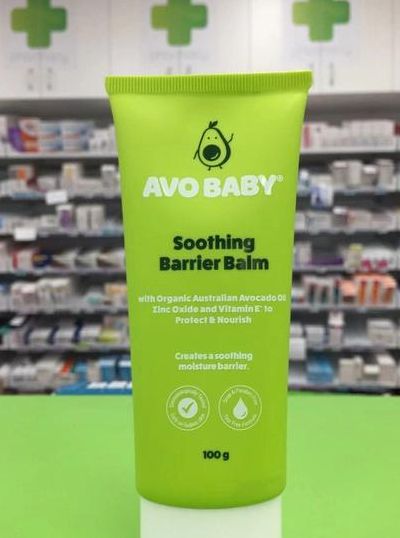 AVO BABY®
Soothing
Barrier Balm
with Organic Australian Avocado Oil
Zinc Oxide and Vitamin E to
Protect & Nourish
Creates a soothing
moisture barrier.
100 g